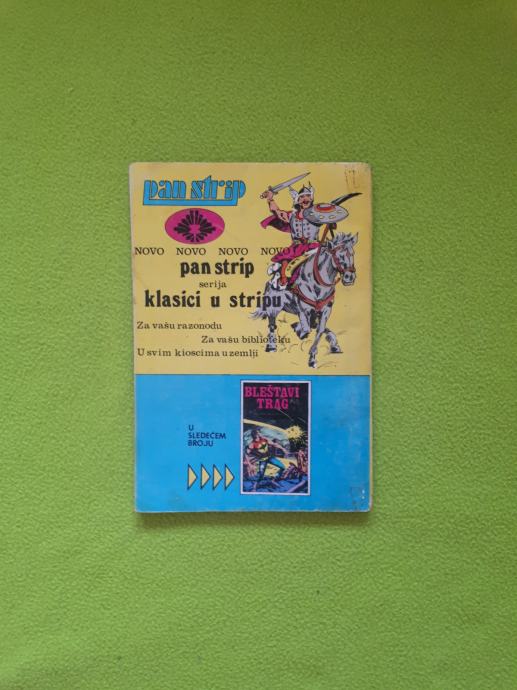 pan strip
NOVO NOVO NOVO NOVO
pan strip
serija
klasici u stripu
Za vašu razonodu
Za vašu biblioteku
U svim kioscima u zemlji
BLEŠTAVI
TRAG
U
SLEDEĆEM
BROJU